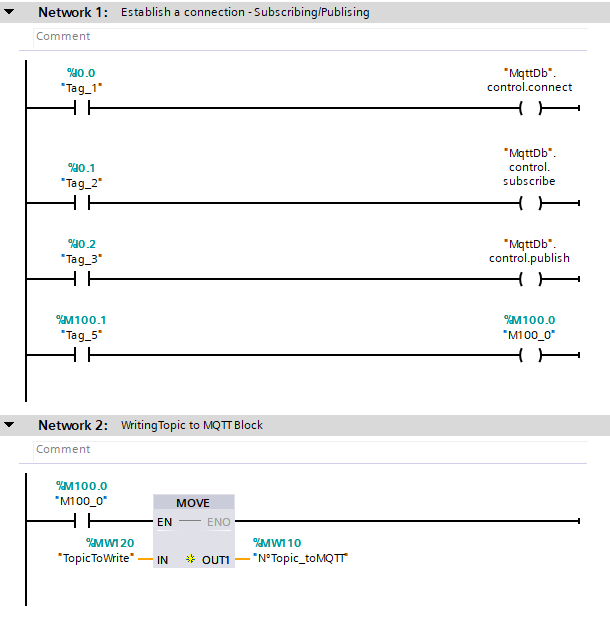 Network 1: Establish a connection - Subscribing/Publising
Comment
%I0.0
"Tag_1"
"MqttDb".
control.connect
%I0.1
"Tag_2"
"MqttDb".
control.
subscribe
%I0.2
"Tag_3"
"MqttDb".
control.publish
%M100.1
"Tag_5"
%M100.0
"M100_0"
Network 2: WritingTopic to MQTT Block
Comment
%M100.0
"M100_0"
MOVE
EN ENO
%MW120
"TopicToWrite"
IN OUT1
%MW110
"NºTopic_toMQTT"